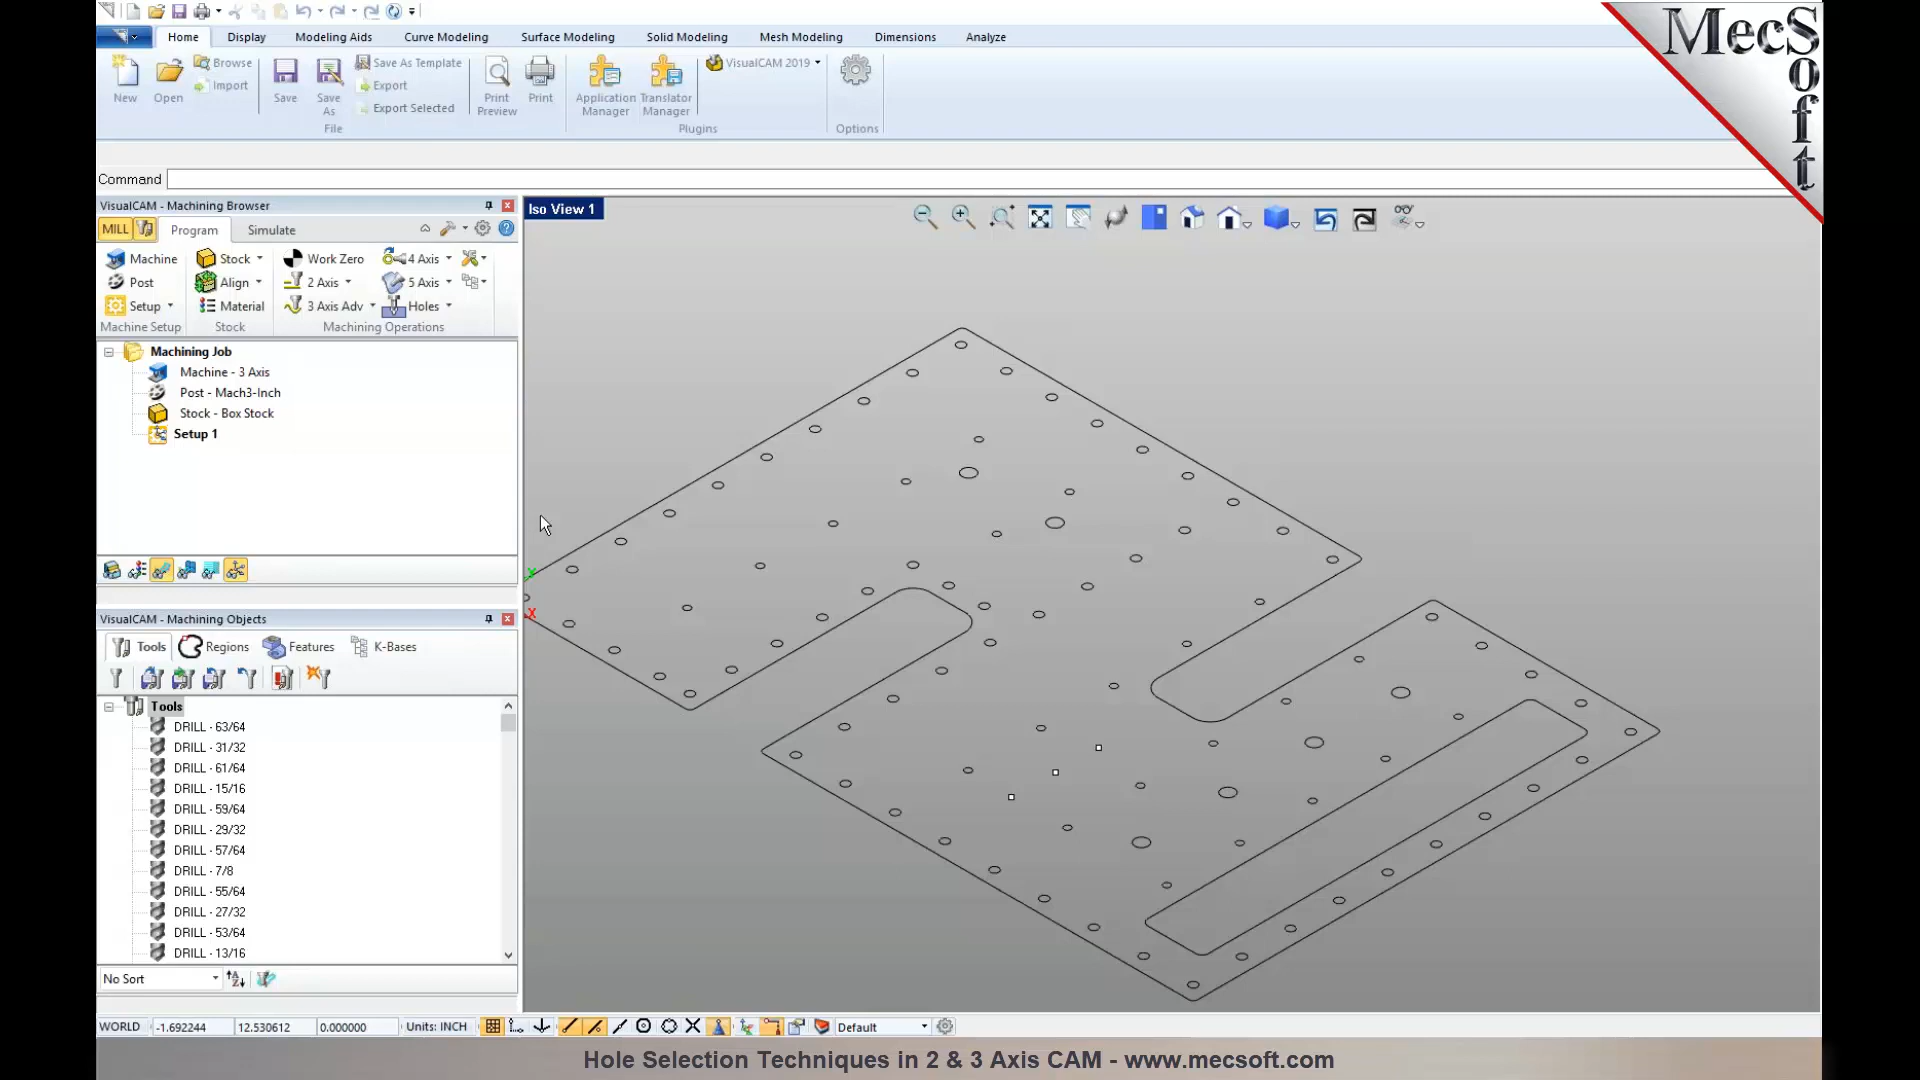 Home Display Modeling Aids Curve Modeling Surface Modeling Solid Modeling Mesh Modeling Dimensions Analyze
New
Open
Browse
Import
Save
Save As
Save As Template
Export
Export Selected
File
Print Preview
Print
Application Manager
Translator Manager
VisualCAM 2019
Plugins
Options
MecSoft
Command
VisualCAM - Machining Browser
MILL Program Simulate
Machine Stock Work Zero 4 Axis
Post Align 2 Axis 5 Axis
Setup Material 3 Axis Adv Holes
Machine Setup Stock Machining Operations
Machining Job
Machine - 3 Axis
Post - Mach3-Inch
Stock - Box Stock
Setup 1
Iso View 1
Y
X
VisualCAM - Machining Objects
Tools Regions Features K-Bases
Tools
DRILL - 63/64
DRILL - 31/32
DRILL - 61/64
DRILL - 15/16
DRILL - 59/64
DRILL - 29/32
DRILL - 57/64
DRILL - 7/8
DRILL - 55/64
DRILL - 27/32
DRILL - 53/64
DRILL - 13/16
No Sort
WORLD -1.692244 12.530612 0.000000 Units: INCH Default
Hole Selection Techniques in 2 & 3 Axis CAM - www.mecsoft.com